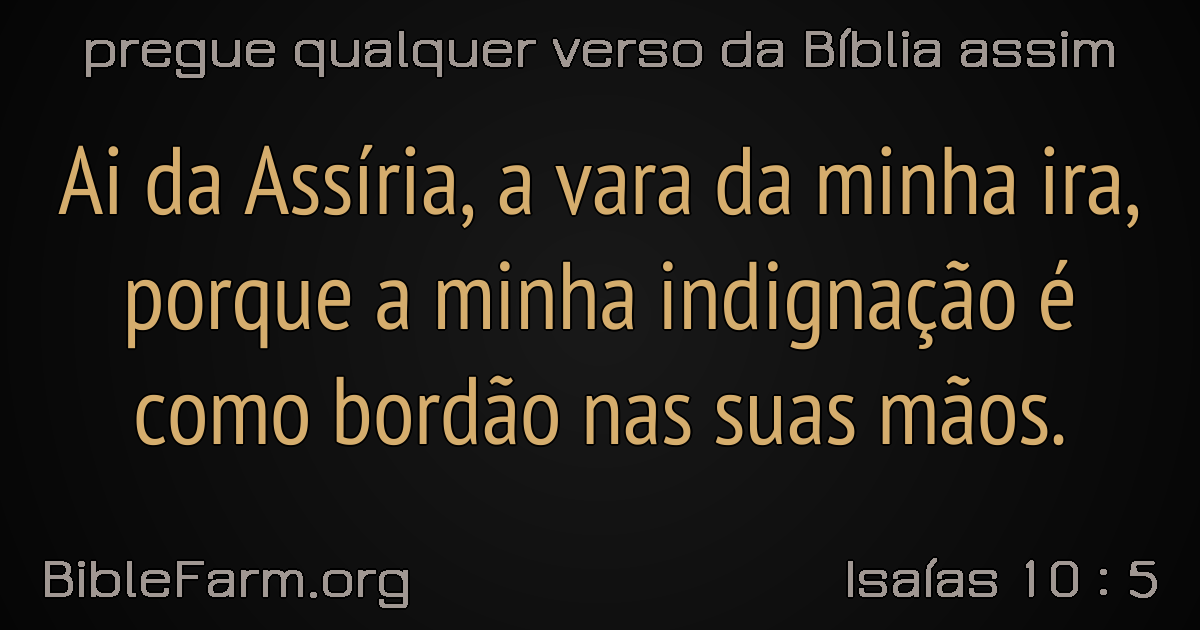 pregue qualquer verso da Bíblia assim
Ai da Assíria, a vara da minha ira,
porque a minha indignação é
como bordão nas suas mãos.
BibleFarm.org
Isaías 10 : 5